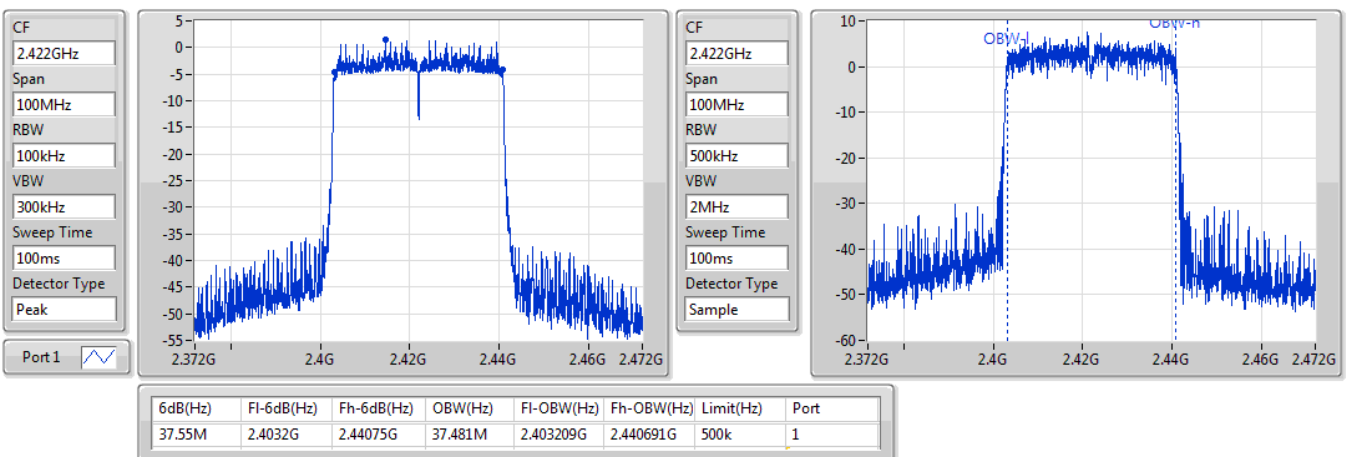 CF
2.422GHz
Span
100MHz
RBW
100kHz
VBW
300kHz
Sweep Time
100ms
Detector Type
Peak
Port 1
5
0
-5
-10
-15
-20
-25
-30
-35
-40
-45
-50
-55
2.372G 2.4G 2.42G 2.44G 2.46G 2.472G
CF
2.422GHz
Span
100MHz
RBW
500kHz
VBW
2MHz
Sweep Time
100ms
Detector Type
Sample
10
0
-10
-20
-30
-40
-50
-60
OBW-l
OBW-h
2.372G 2.4G 2.42G 2.44G 2.46G 2.472G
6dB(Hz) Fl-6dB(Hz) Fh-6dB(Hz) OBW(Hz) Fl-OBW(Hz) Fh-OBW(Hz) Limit(Hz) Port
37.55M 2.4032G 2.44075G 37.481M 2.403209G 2.440691G 500k 1